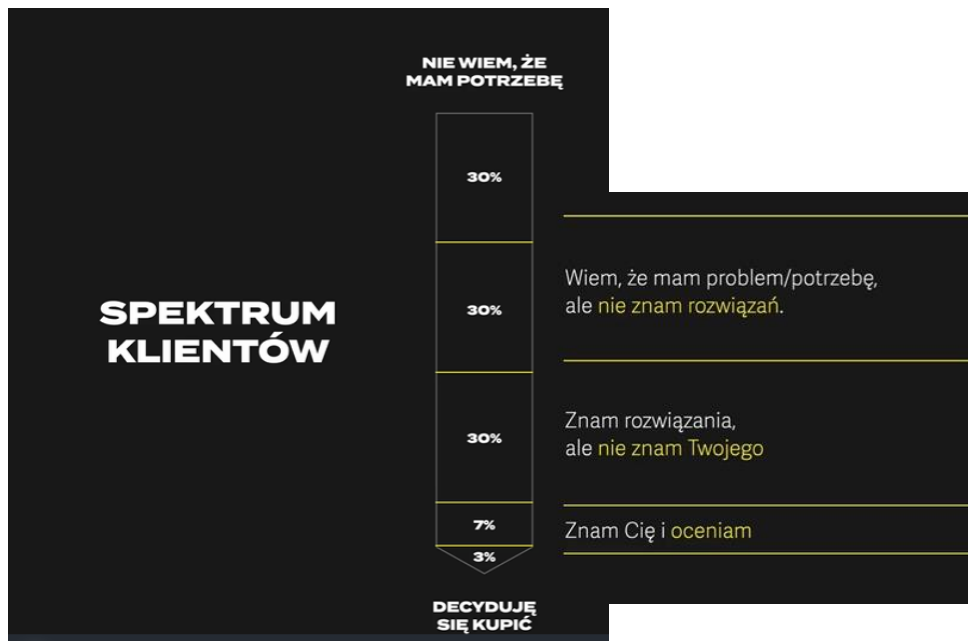 NIE WIEM, ŻE
MAM POTRZEBĘ
30%
SPEKTRUM
KLIENTÓW
30%
Wiem, że mam problem/potrzebę,
ale nie znam rozwiązań.
30%
Znam rozwiązania,
ale nie znam Twojego
7%
Znam Cię i oceniam
3%
DECYDUJĘ
SIĘ KUPIĆ